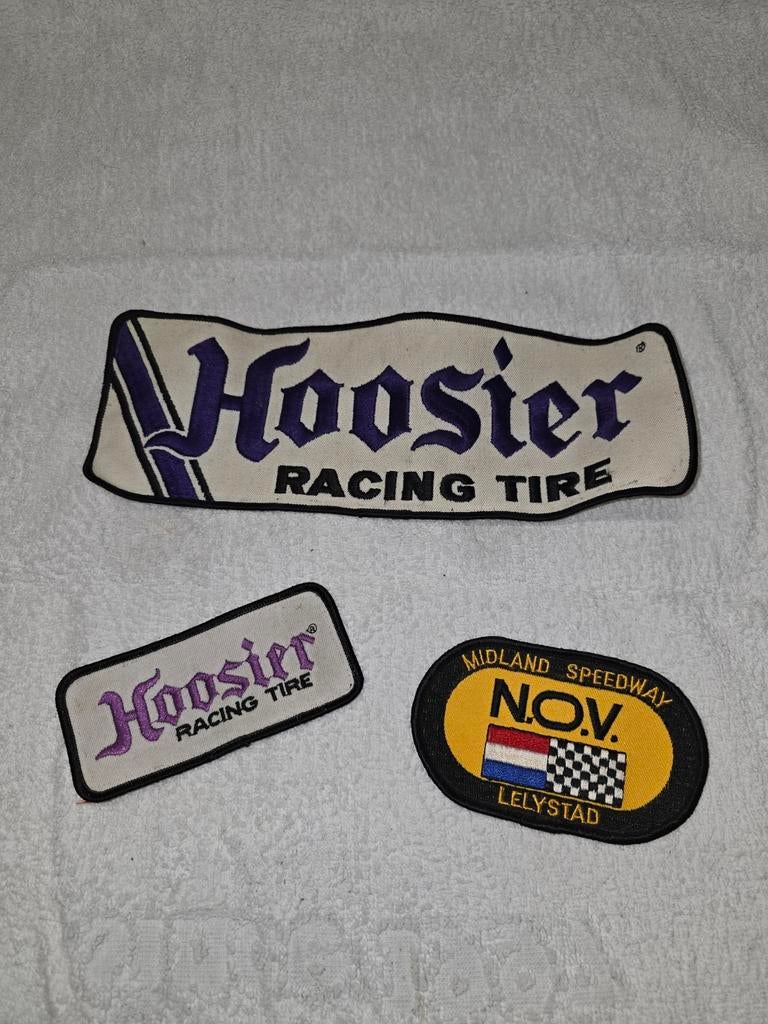 Hoosier ®
RACING TIRE
Hoosier ®
RACING TIRE
MIDLAND SPEEDWAY
N.O.V.
LELYSTAD